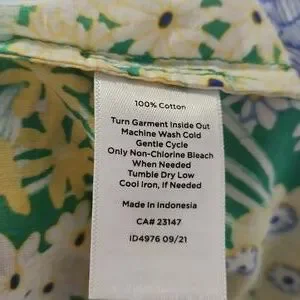 100% Cotton
Turn Garment Inside Out
Machine Wash Cold
Gentle Cycle
Only Non-Chlorine Bleach
When Needed
Tumble Dry Low
Cool Iron, If Needed
Made in Indonesia
CA# 23147
ID4976 09/21